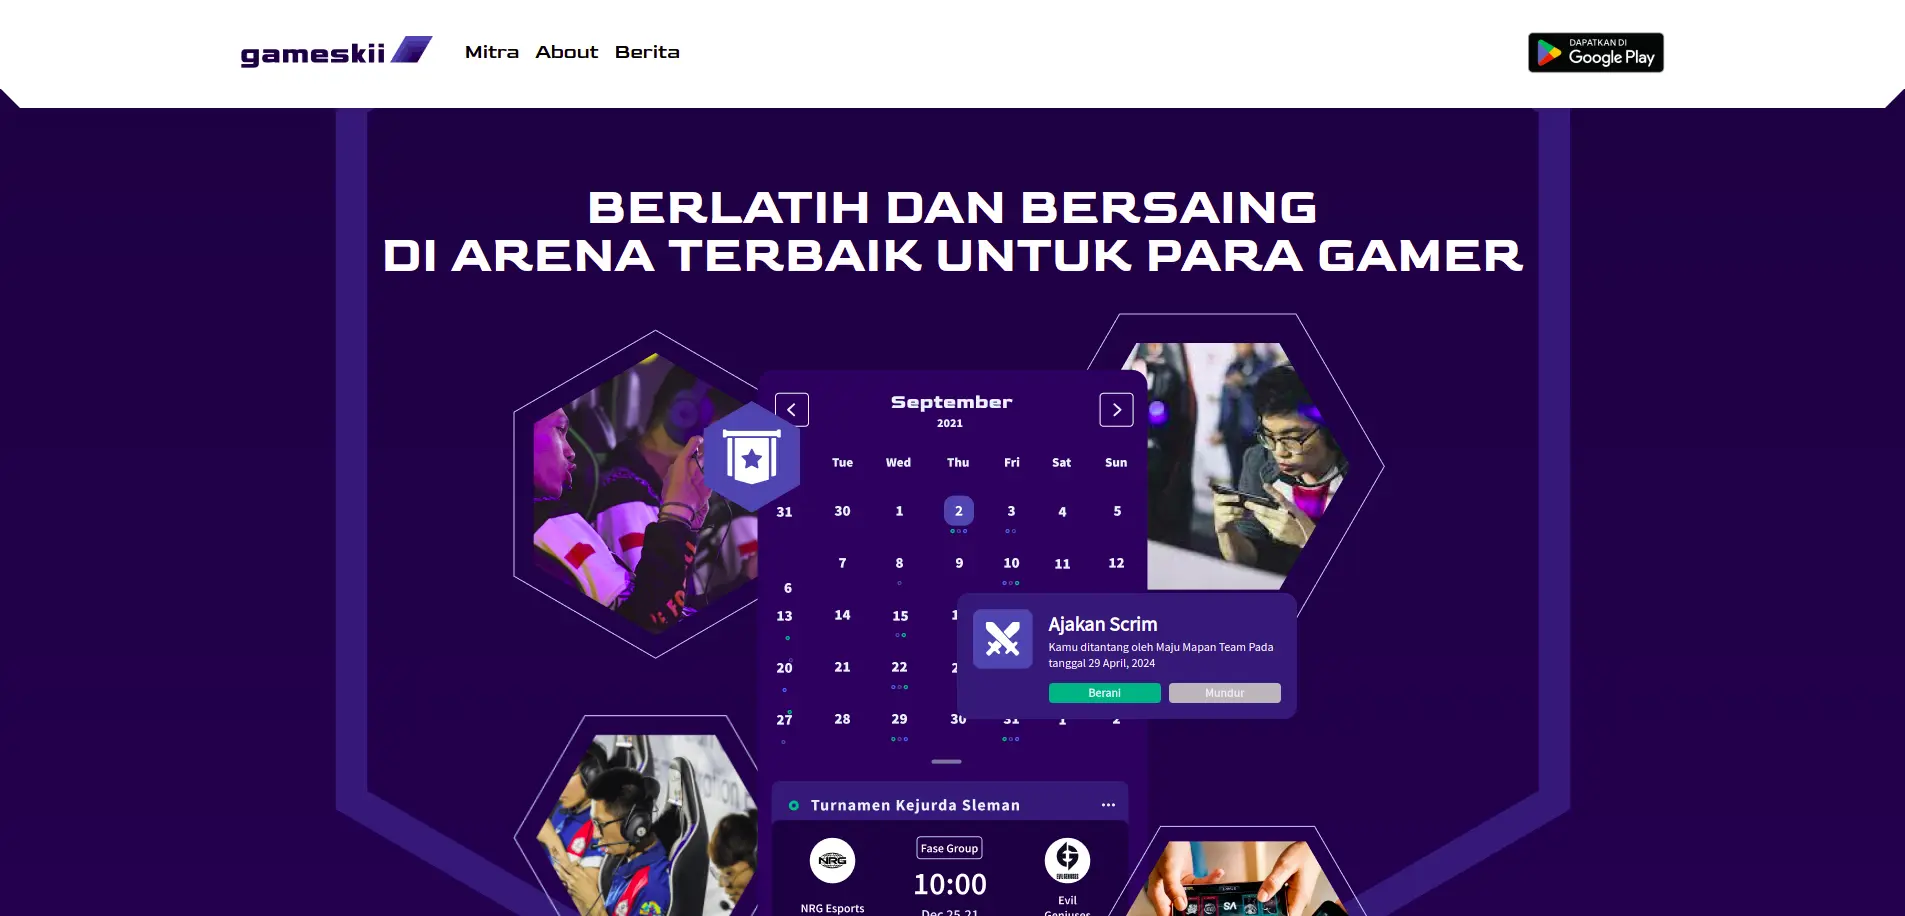 gameskii
Mitra About Berita
DAPATKAN DI
Google Play
BERLATIH DAN BERSAING
DI ARENA TERBAIK UNTUK PARA GAMER
September
2021
Tue Wed Thu Fri Sat Sun
31 30 1 2 3 4 5
6 7 8 9 10 11 12
13 14 15
20 21 22
27 28 29 30 31 1 2
Ajakan Scrim
Kamu ditantang oleh Maju Mapan Team Pada
tanggal 29 April, 2024
Berani Mundur
Turnamen Kejurda Sleman
Fase Group
NRG
EVIL GENIUSES
10:00
NRG Esports
Dec 25,21
Evil
Geniuses